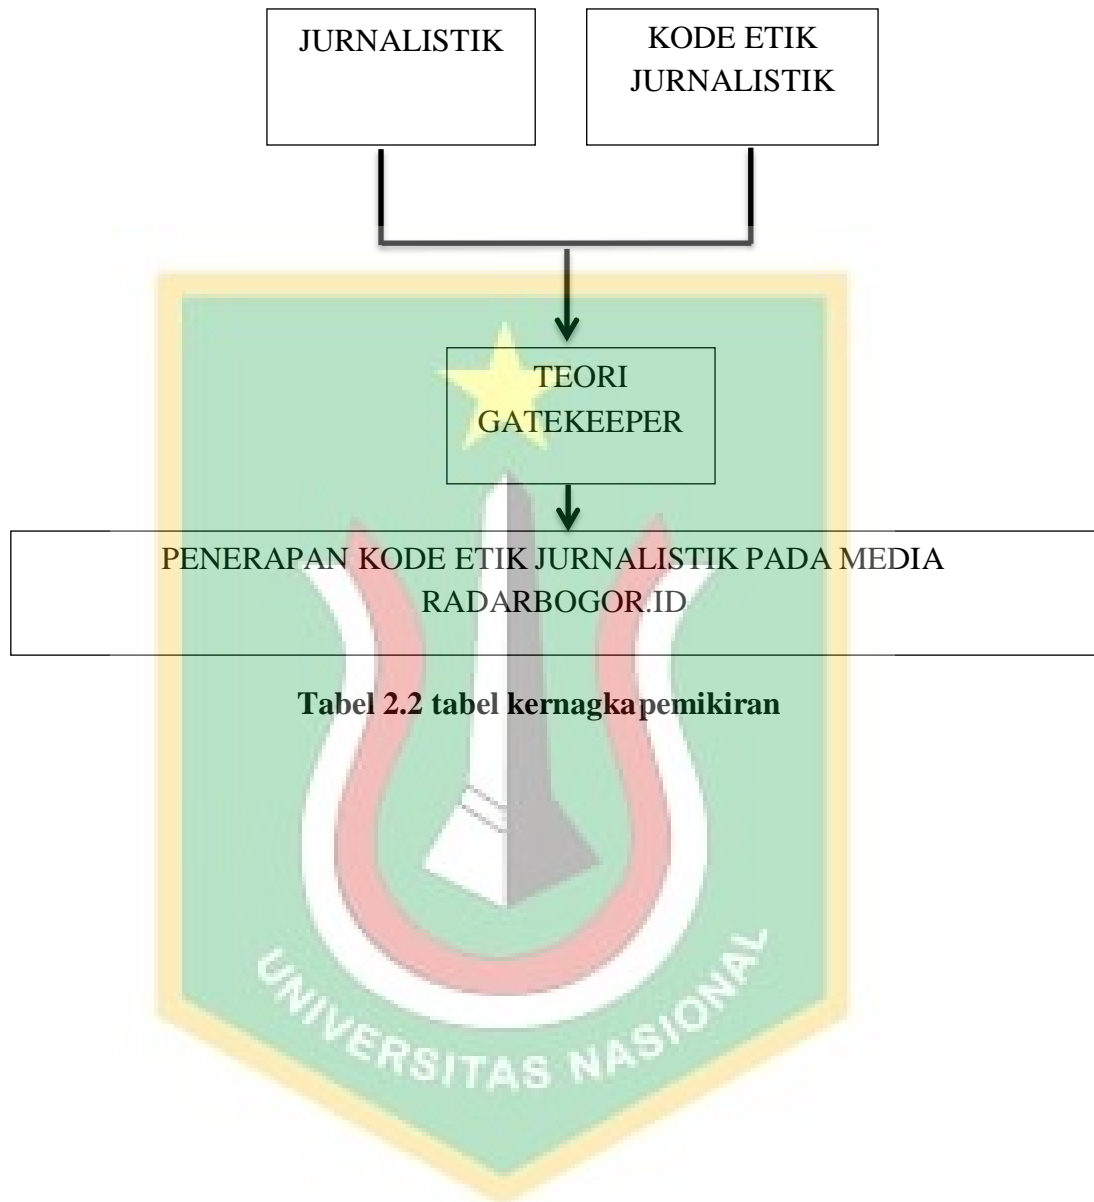 JURNALISTIK
KODE ETIK
JURNALISTIK
TEORI
GATEKEEPER
PENERAPAN KODE ETIK JURNALISTIK PADA MEDIA
RADARBOGOR.ID
Tabel 2.2 tabel kernagka pemikiran
UNIVERSITAS NASIONAL